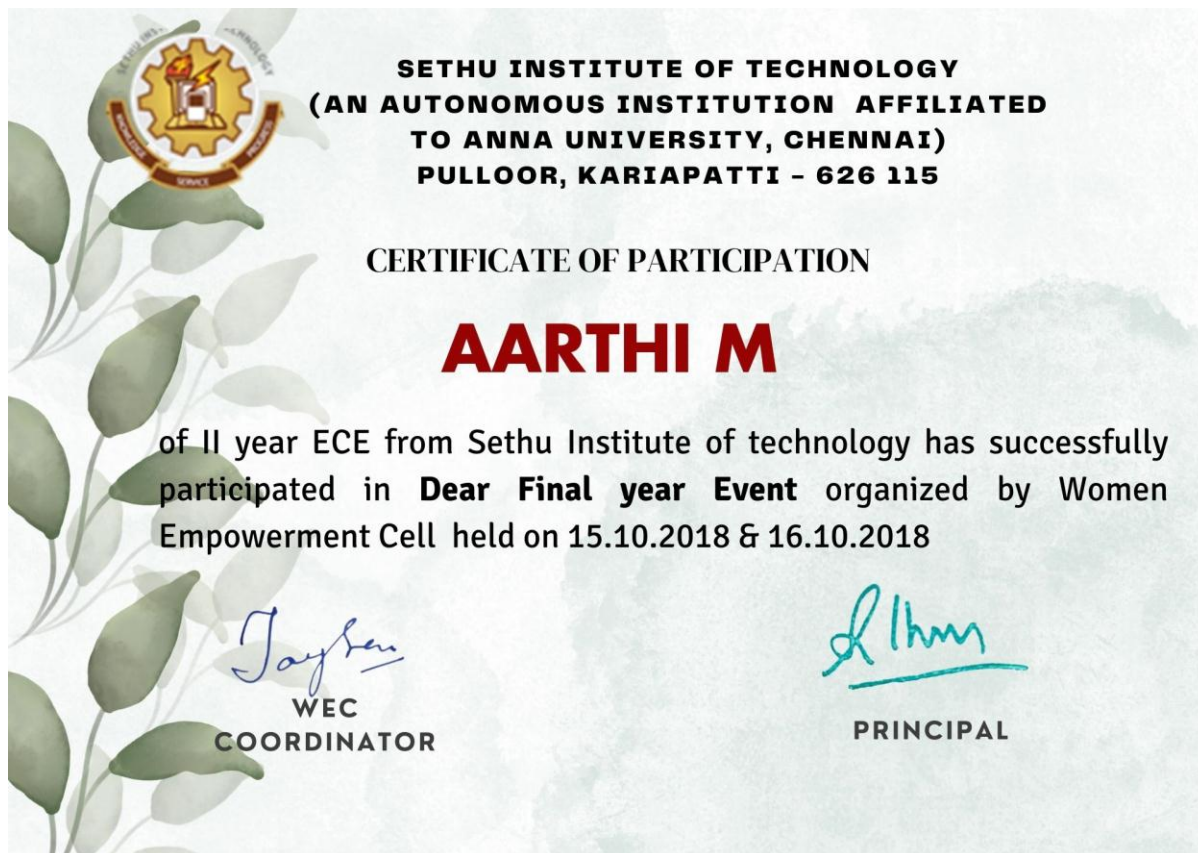 SETHU INSTITUTE OF TECHNOLOGY
(AN AUTONOMOUS INSTITUTION AFFILIATED
TO ANNA UNIVERSITY, CHENNAI)
PULLOOR, KARIAPATTI - 626 115
CERTIFICATE OF PARTICIPATION
AARTHI M
of II year ECE from Sethu Institute of technology has successfully
participated in Dear Final year Event organized by Women
Empowerment Cell held on 15.10.2018 & 16.10.2018
WEC
COORDINATOR
PRINCIPAL